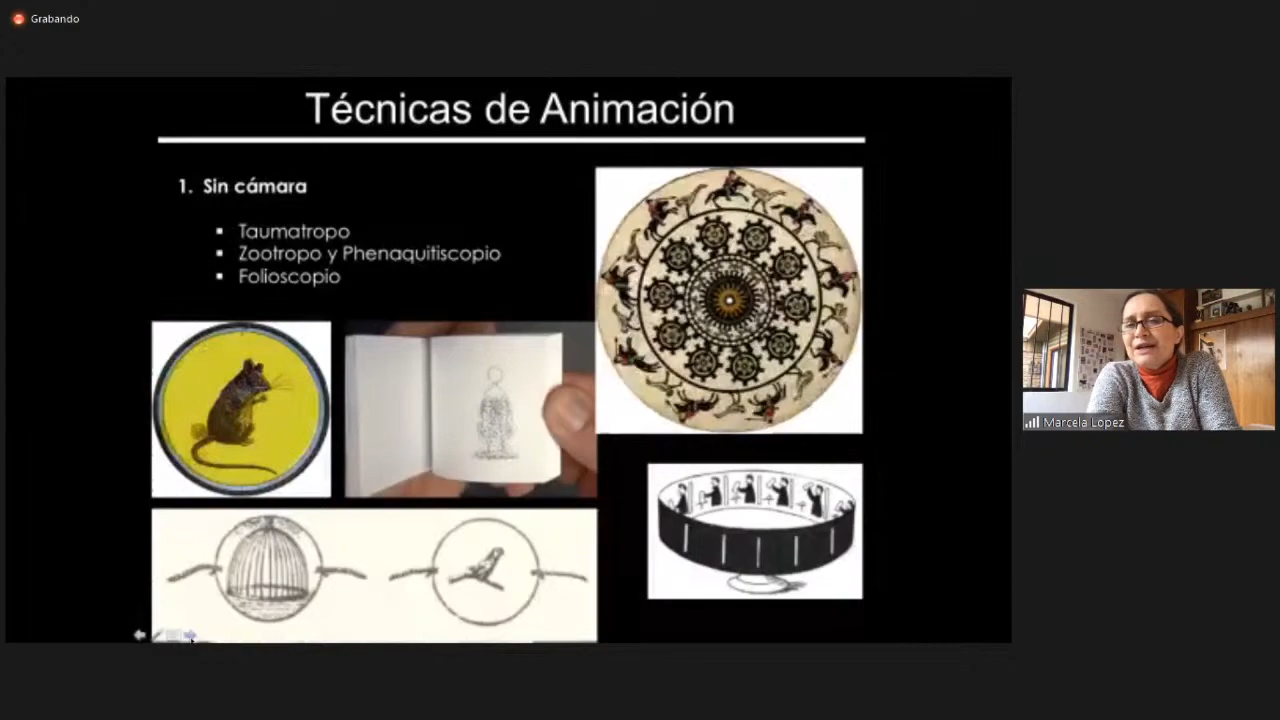 Grabando
Técnicas de Animación
1. Sin cámara
▪ Taumatropo
▪ Zootropo y Phenaquitiscopio
▪ Folioscopio
Marcela Lopez